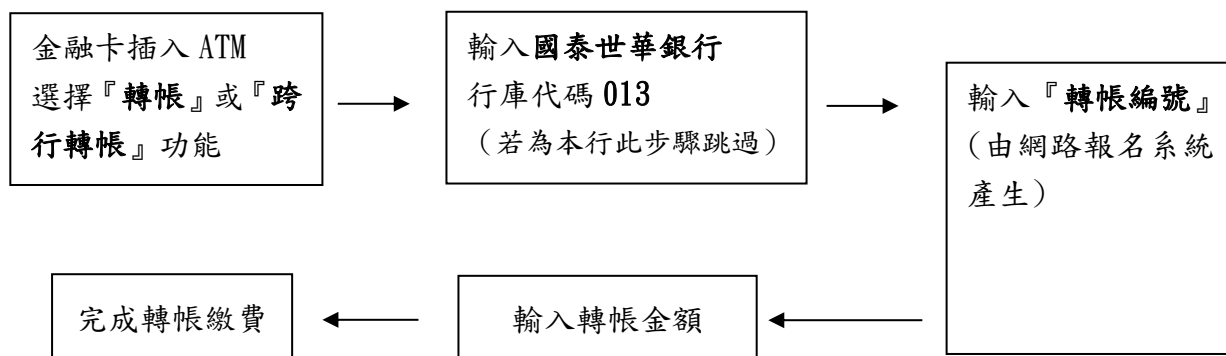 金融卡插入 ATM
選擇『轉帳』或『跨
行轉帳』功能
輸入國泰世華銀行
行庫代碼 013
（若為本行此步驟跳過）
輸入『轉帳編號』
（由網路報名系統
產生）
輸入轉帳金額
完成轉帳繳費